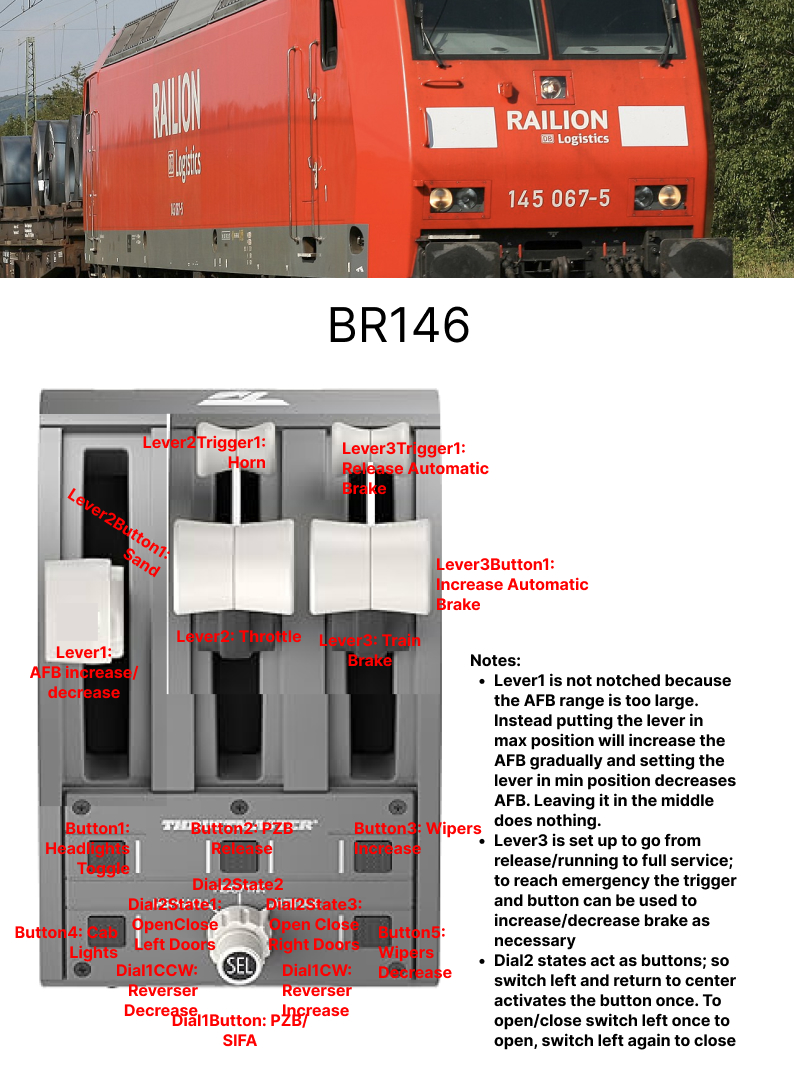 RAILION
DB Logistics
145 067-5
RAILION
DB Logistics
145 067-5
BR146
Lever2Trigger1:
Horn
Lever3Trigger1:
Release Automatic
Brake
Lever2Button1:
Sand
Lever3Button1:
Increase Automatic
Brake
Lever2: Throttle
Lever3: Train
Brake
Lever1:
AFB increase/
decrease
Notes:
• Lever1 is not notched because
the AFB range is too large.
Instead putting the lever in
max position will increase the
AFB gradually and setting the
lever in min position decreases
AFB. Leaving it in the middle
does nothing.
• Lever3 is set up to go from
release/running to full service;
to reach emergency the trigger
and button can be used to
increase/decrease brake as
necessary
• Dial2 states act as buttons; so
switch left and return to center
activates the button once. To
open/close switch left once to
open, switch left again to close
THRUSTMASTER
Button1:
Headlights
Toggle
Button2: PZB
Release
Button3: Wipers
Increase
Dial2State2
Dial2State1:
OpenClose
Left Doors
Dial2State3:
Open Close
Right Doors
Button4: Cab
Lights
Button5:
Wipers
Decrease
SEL
Dial1CCW:
Reverser
Decrease
Dial1CW:
Reverser
Increase
Dial1Button: PZB/
SIFA